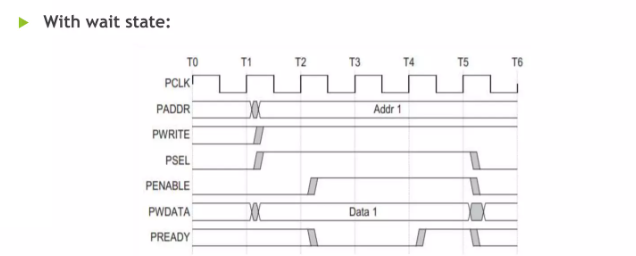 With wait state:
T0 T1 T2 T3 T4 T5 T6
PCLK
PADDR Addr 1
PWRITE
PSEL
PENABLE
PWDATA Data 1
PREADY